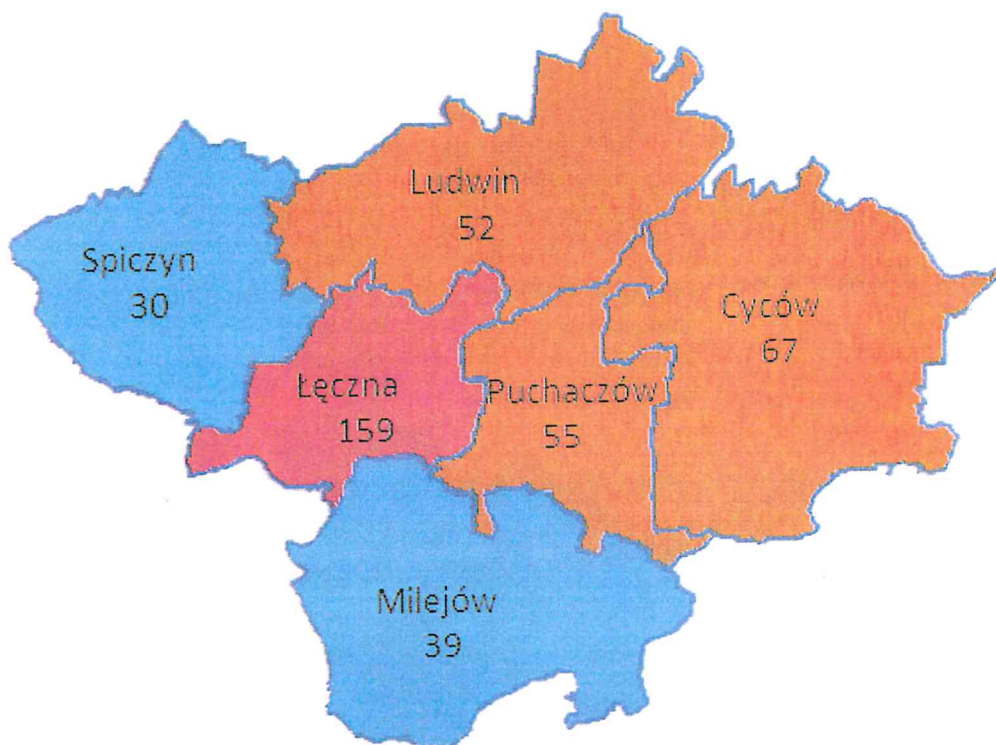 Ludwin
52
Spiczyn
30
Cyców
67
Łęczna
159
Puchaczów
55
Milejów
39